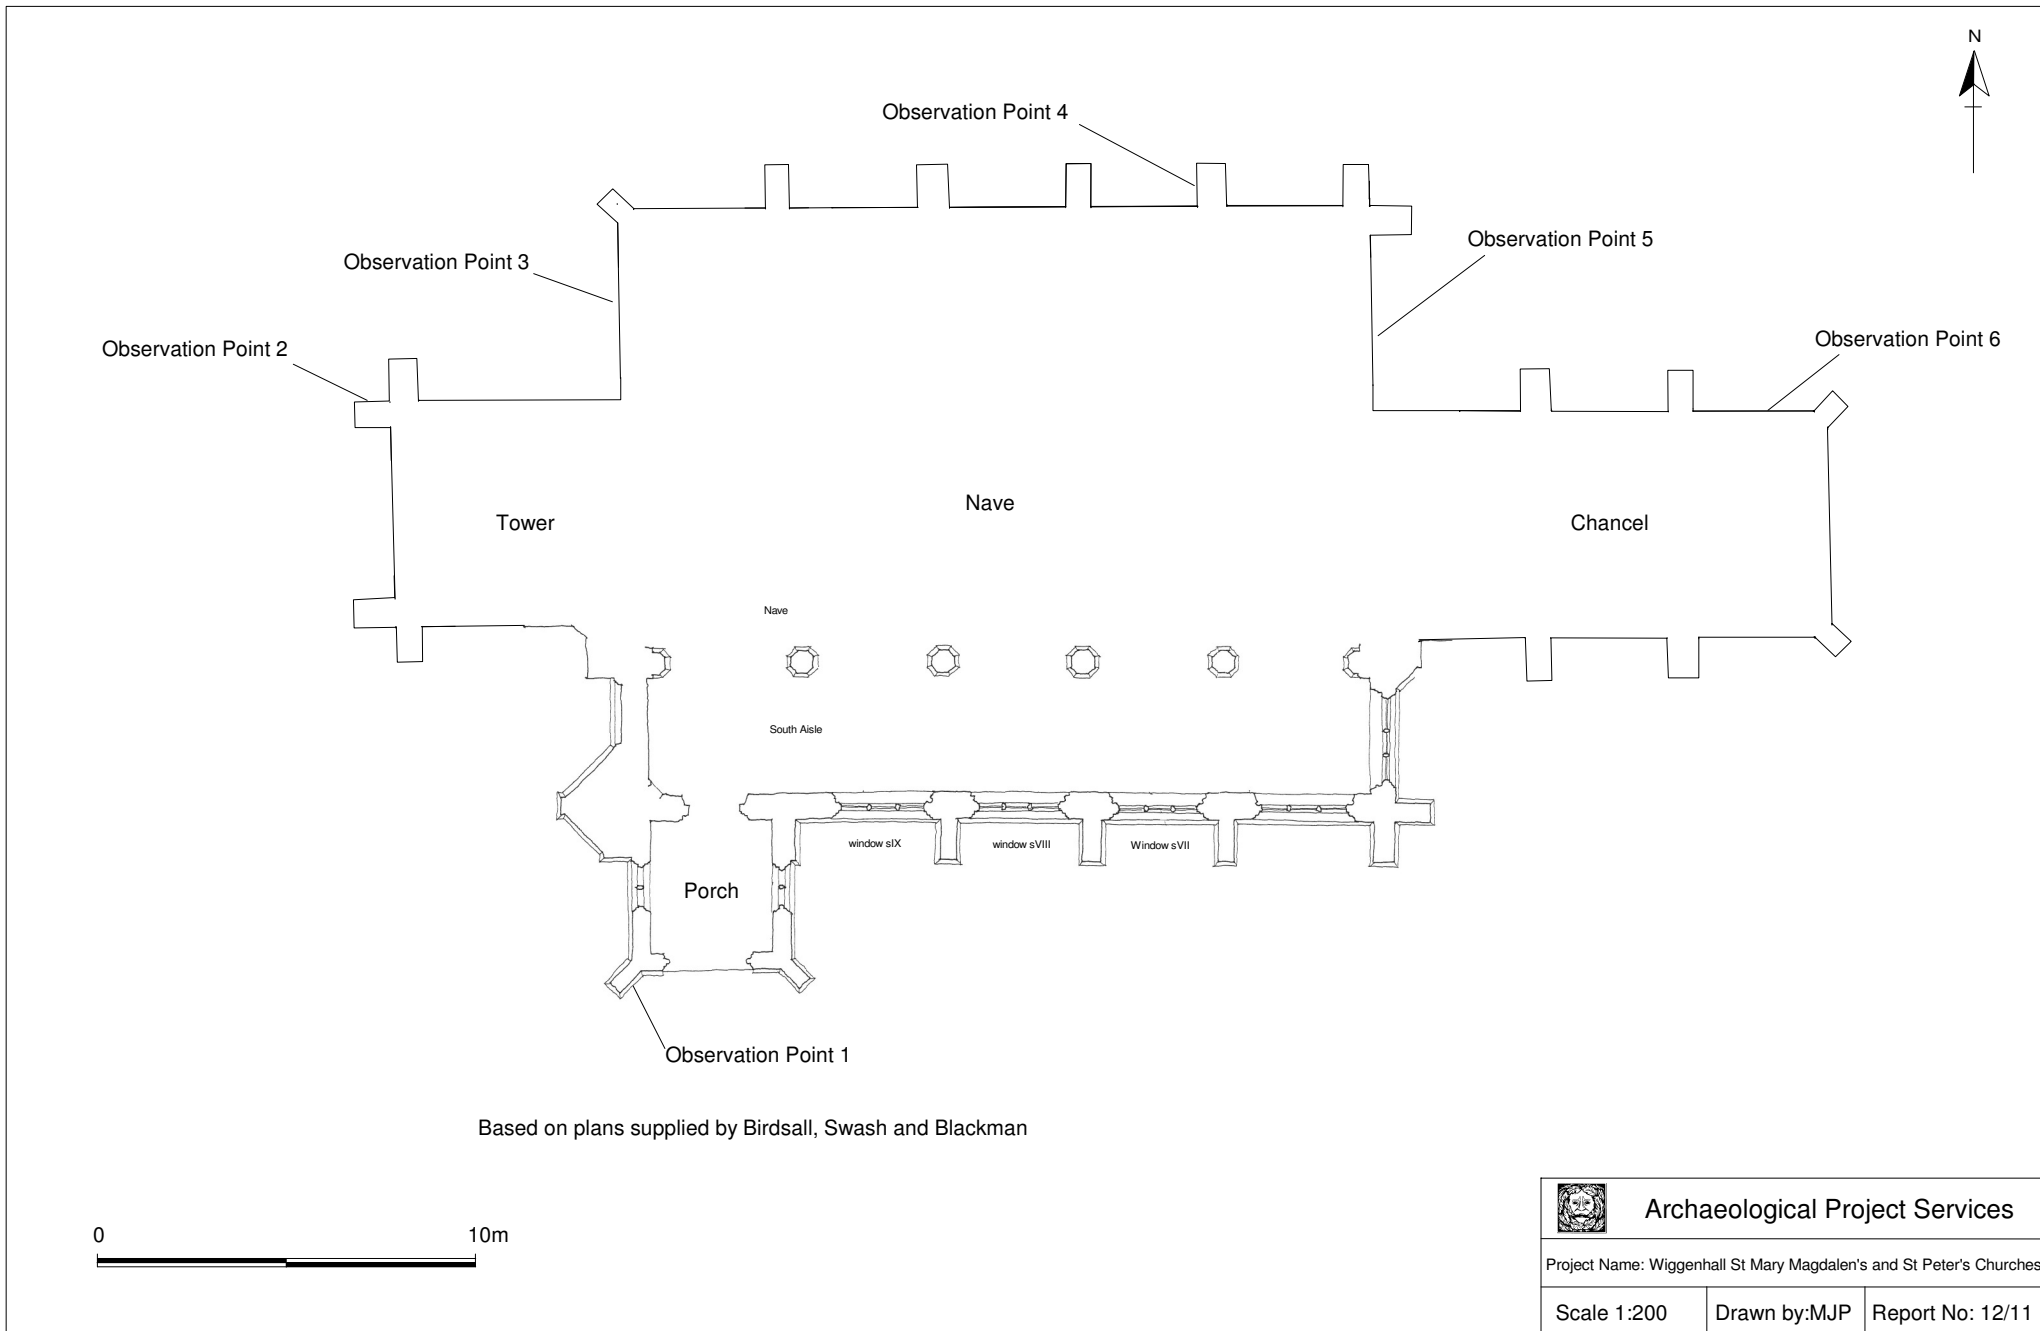 N
Observation Point 4
Observation Point 5
Observation Point 3
Observation Point 6
Observation Point 2
Nave
Tower
Chancel
Nave
South Aisle
window sIX
window sVIII
Window sVII
Porch
Observation Point 1
Based on plans supplied by Birdsall, Swash and Blackman
0 10m
Archaeological Project Services
Project Name: Wiggenhall St Mary Magdalen's and St Peter's Churches
Scale 1:200
Drawn by:MJP
Report No: 12/11